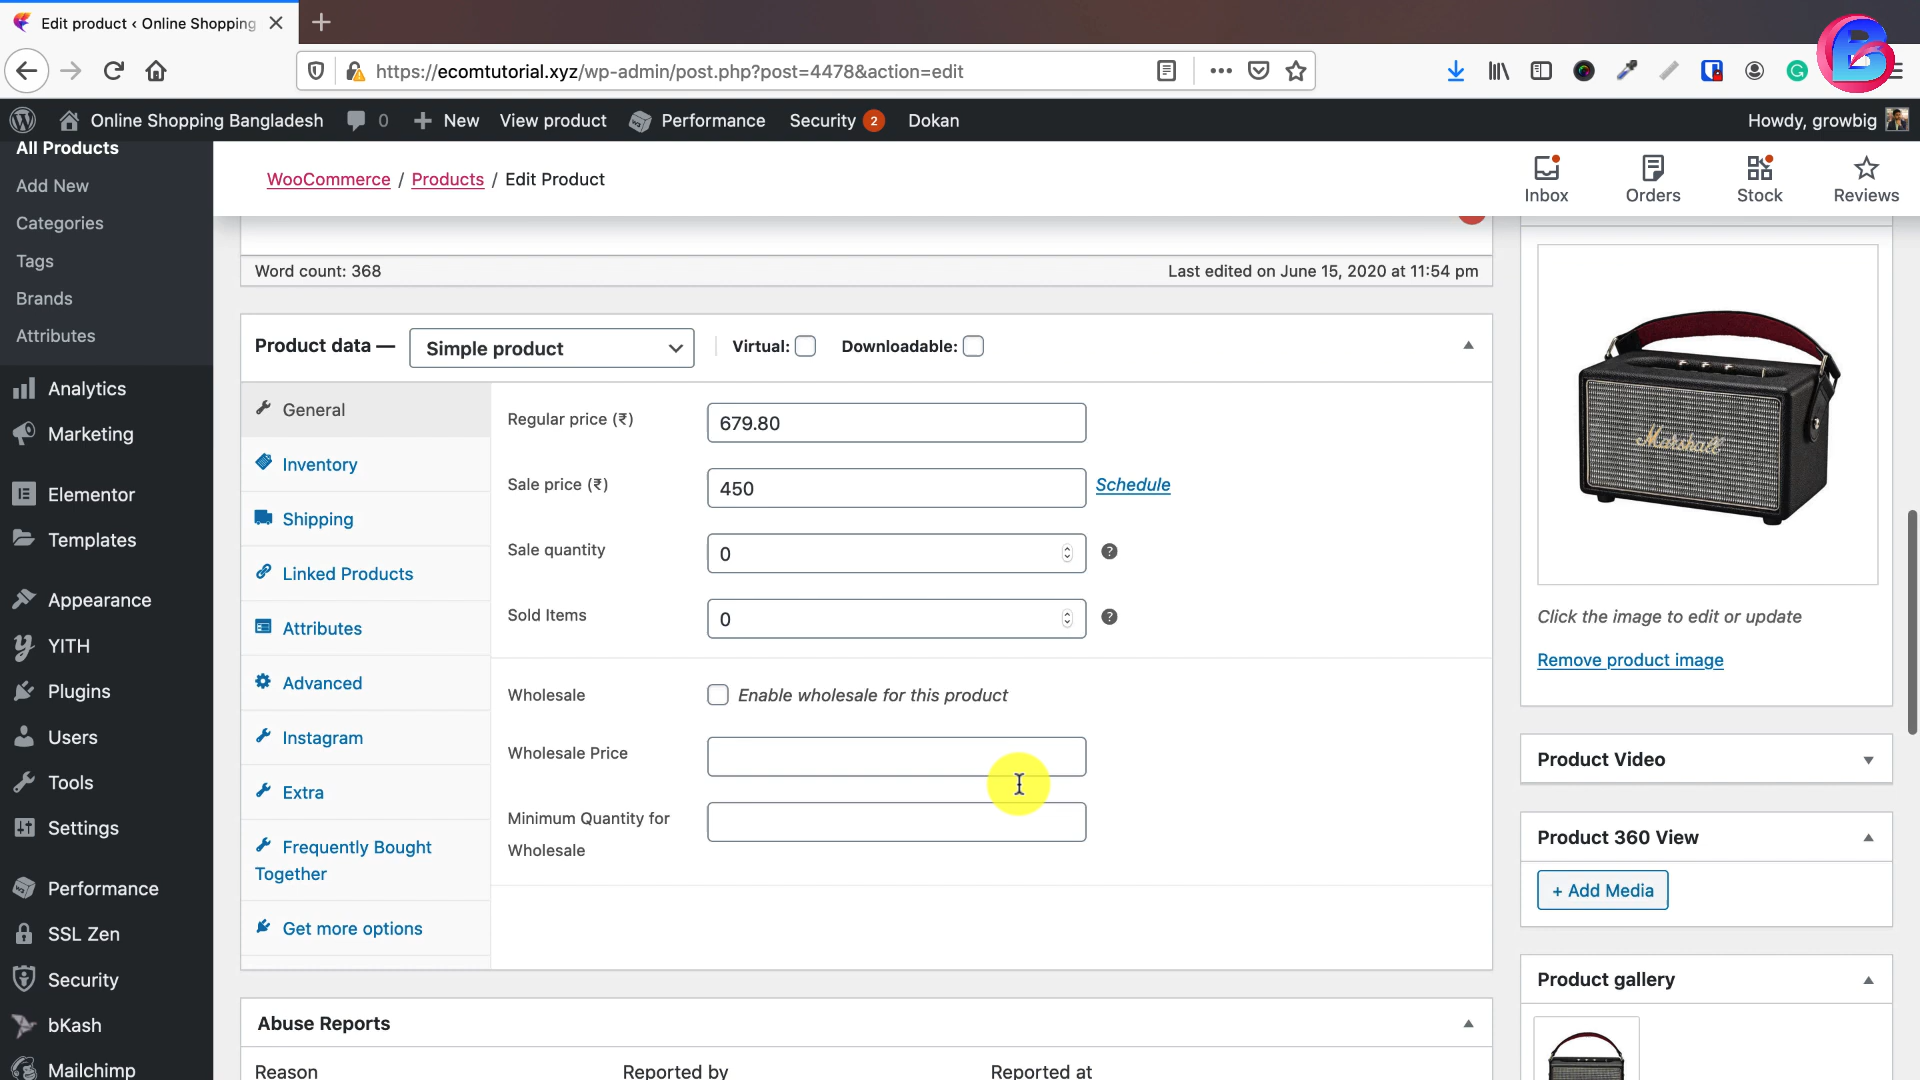 Edit product ‹ Online Shopping
https://ecomtutorial.xyz/wp-admin/post.php?post=4478&action=edit
Online Shopping Bangladesh
0
New
View product
Performance
Security 2
Dokan
Howdy, growbig
All Products
Add New
Categories
Tags
Brands
Attributes
Analytics
Marketing
Elementor
Templates
Appearance
YITH
Plugins
Users
Tools
Settings
Performance
SSL Zen
Security
bKash
Mailchimp
WooCommerce / Products / Edit Product
Inbox
Orders
Stock
Reviews
Word count: 368
Last edited on June 15, 2020 at 11:54 pm
Product data —
Simple product
Virtual:
Downloadable:
General
Inventory
Shipping
Linked Products
Attributes
Advanced
Instagram
Extra
Frequently Bought
Together
Get more options
Regular price (₹)
679.80
Sale price (₹)
450
Schedule
Sale quantity
0
Sold Items
0
Wholesale
Enable wholesale for this product
Wholesale Price
Minimum Quantity for
Wholesale
Abuse Reports
Reason
Reported by
Reported at
Marshall
Click the image to edit or update
Remove product image
Product Video
Product 360 View
+ Add Media
Product gallery